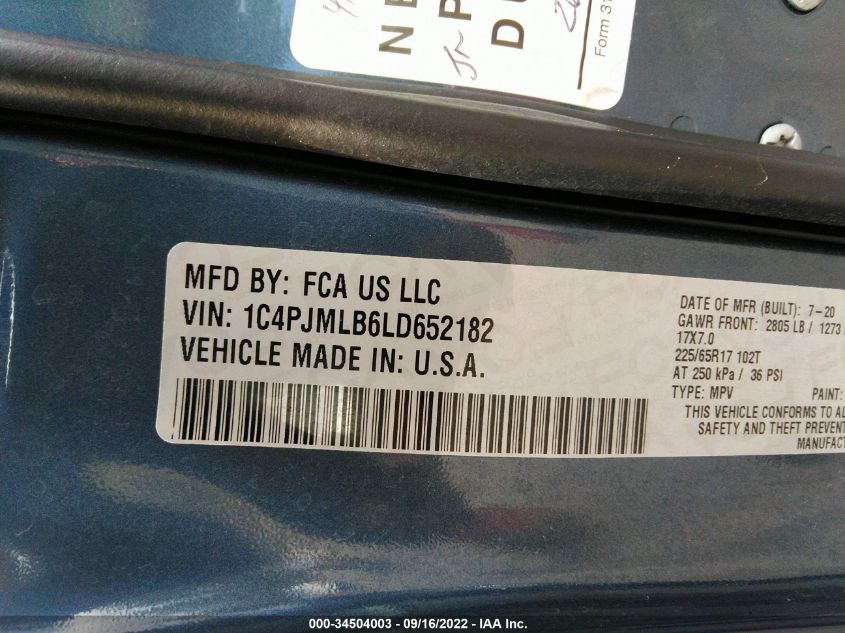 Form 31
MFD BY: FCA US LLC
VIN: 1C4PJMLB6LD652182
VEHICLE MADE IN: U.S.A.
DATE OF MFR (BUILT): 7-20
GAWR FRONT: 2805 LB / 1273
17X7.0
225/65R17 102T
AT 250 kPa / 36 PSI
TYPE: MPV PAINT:
THIS VEHICLE CONFORMS TO AL
SAFETY AND THEFT PREVENT
MANUFACT
000-34504003 - 09/16/2022 - IAA Inc.